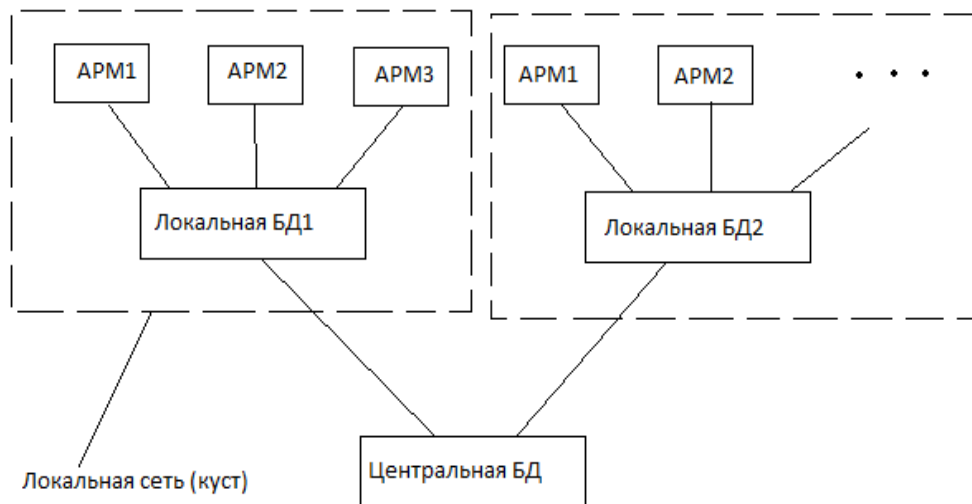 АРМ1
АРМ2
АРМ3
АРМ1
АРМ2
Локальная БД1
Локальная БД2
Локальная сеть (куст)
Центральная БД